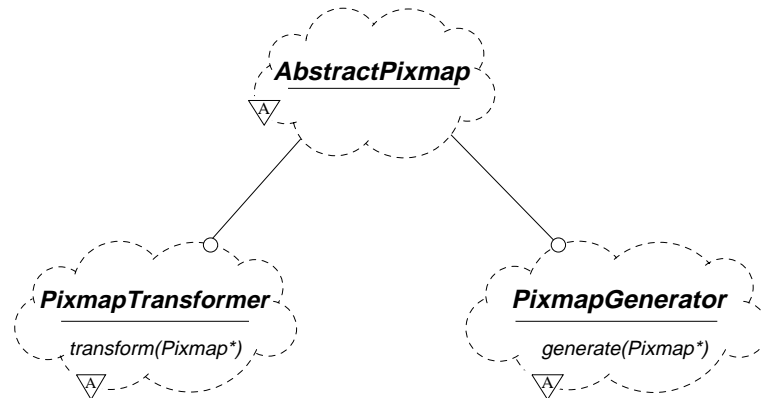 AbstractPixmap
A
PixmapTransformer
transform(Pixmap*)
A
PixmapGenerator
generate(Pixmap*)
A